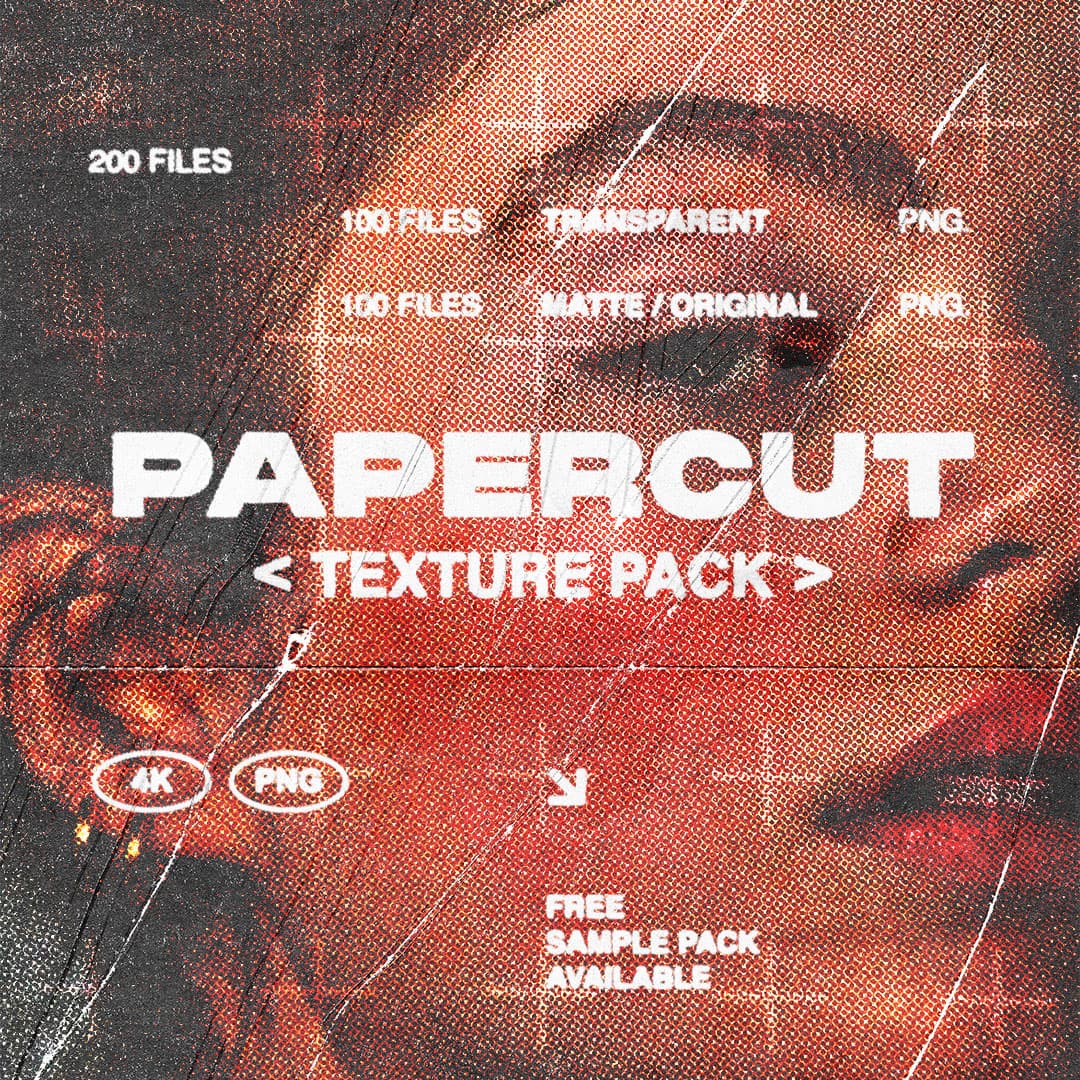 200 FILES
100 FILES TRANSPARENT PNG.
100 FILES MATTE / ORIGINAL PNG.
PAPERCUT
< TEXTURE PACK >
4K PNG
FREE
SAMPLE PACK
AVAILABLE